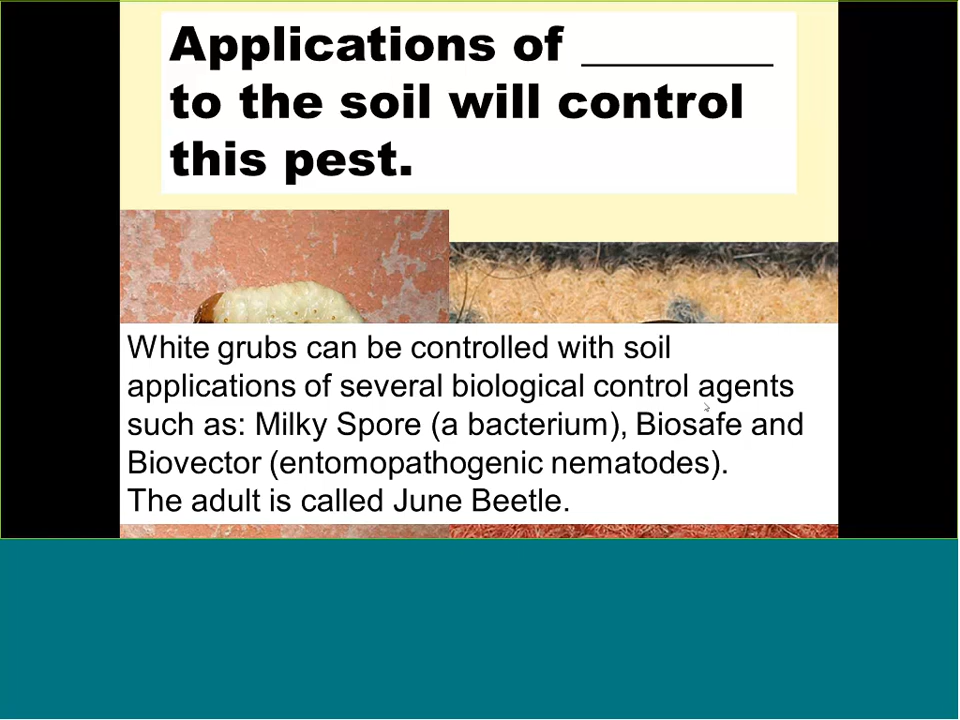 Applications of ________
to the soil will control
this pest.
White grubs can be controlled with soil
applications of several biological control agents
such as: Milky Spore (a bacterium), Biosafe and
Biovector (entomopathogenic nematodes).
The adult is called June Beetle.